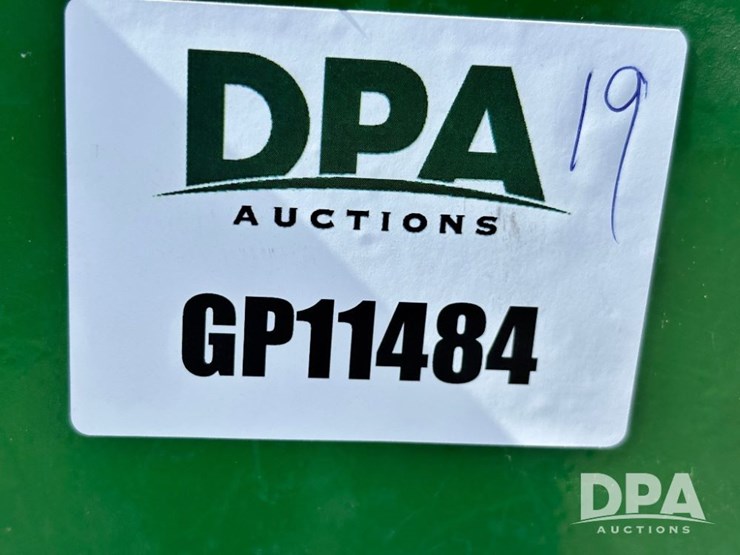 DPA
19
AUCTIONS
GP11484
DPA
AUCTIONS